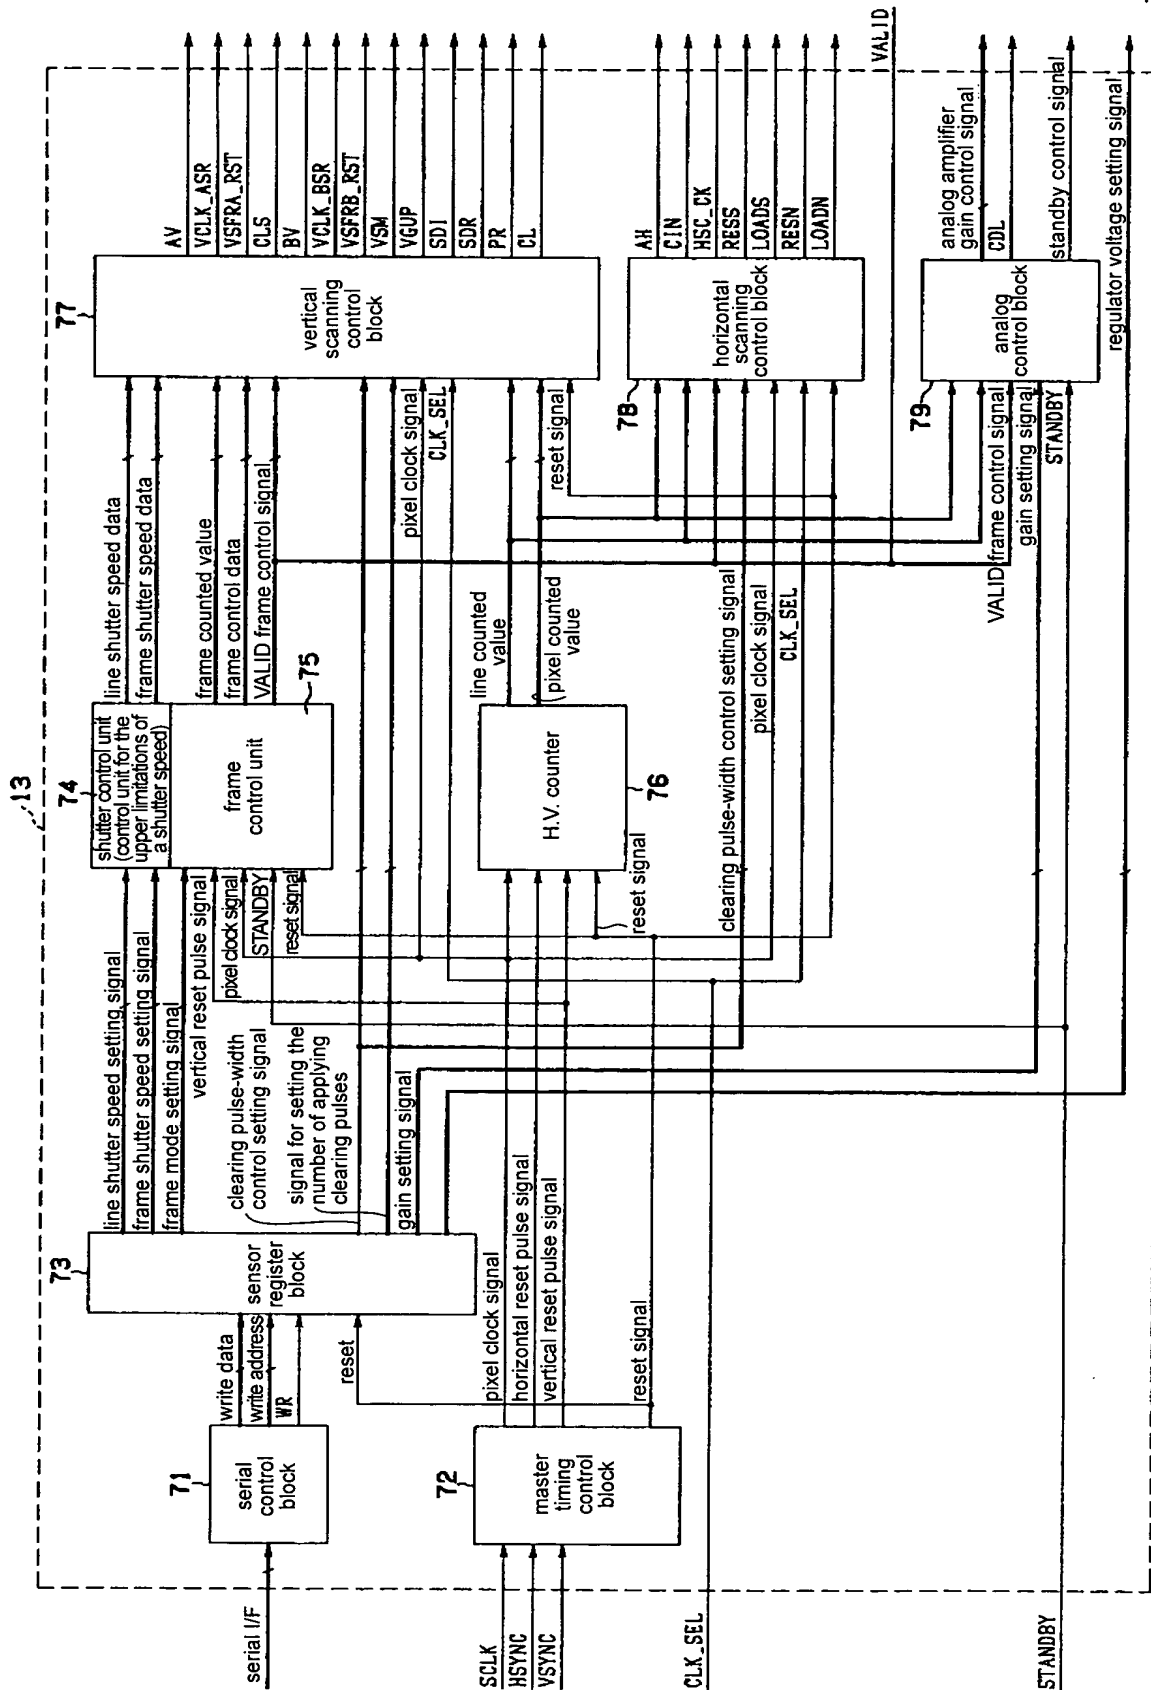 13
serial I/F
SCLK
HSYNC
VSYNC
CLK_SEL
STANDBY
71
serial
control
block
write data
write address
WR
72
master
timing
control
block
reset
pixel clock signal
horizontal reset pulse signal
vertical reset pulse signal
reset signal
73
sensor
register
block
line shutter speed setting signal
frame shutter speed setting signal
frame mode setting signal
vertical reset pulse signal
pixel clock signal
STANDBY
reset signal
clearing pulse-width
control setting signal
signal for setting the
number of applying
clearing pulses
gain setting signal
74
shutter control unit
(control unit for the
upper limitations of
a shutter speed)
75
frame
control unit
line shutter speed data
frame shutter speed data
frame counted value
frame control data
VALID frame control signal
76
H.V. counter
reset signal
line counted
value
pixel counted
value
clearing pulse-width control setting signal
pixel clock signal
CLK_SEL
pixel clock signal
CLK_SEL
reset signal
77
vertical
scanning
control
block
AV
VCLK_ASR
VSFRA_RST
CLS
BV
VCLK_BSR
VSFRB_RST
VSM
VGUP
SDI
SDR
PR
CL
78
horizontal
scanning
control block
AH
CIN
HSC_CK
RESS
LOADS
RESN
LOADN
VALID
79
analog
control block
VALID frame control signal
gain setting signal
STANDBY
analog amplifier
gain control signal
CDL
standby control signal
regulator voltage setting signal